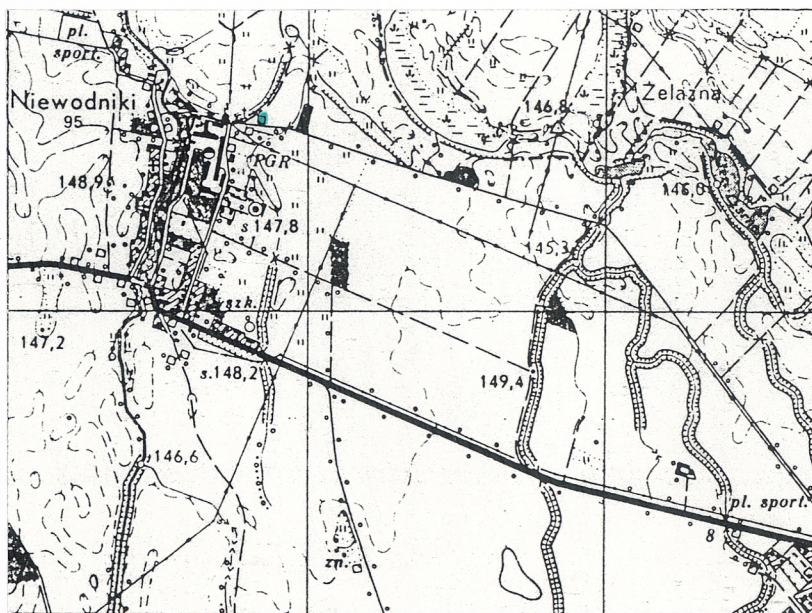 pl.
sport.
Niewodniki
95
146,8
Żelazna
PGR
148,9
146,0
s 147,8
145,3
szk.
147,2
s.148,2
149,4
146,6
pl. sport.
8
zn.